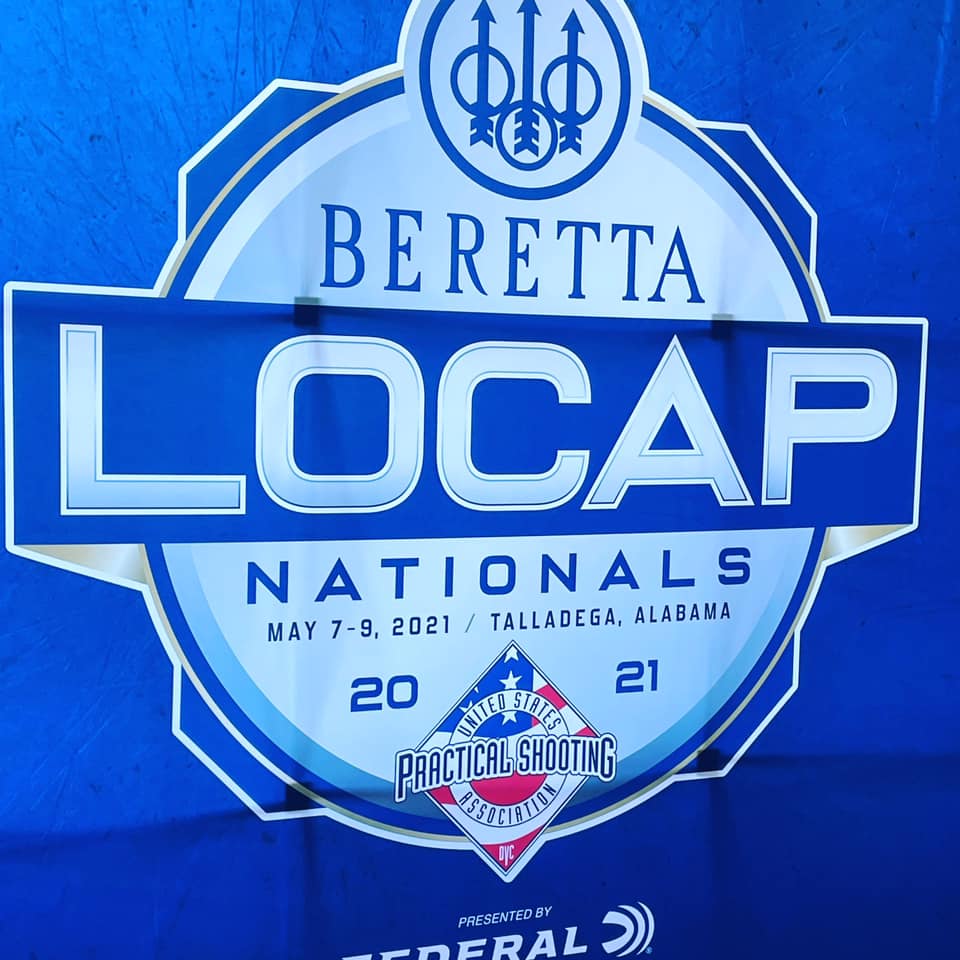 BERETTA
LOCAP
NATIONALS
MAY 7-9, 2021 / TALLADEGA, ALABAMA
20 21
UNITED STATES
PRACTICAL SHOOTING
ASSOCIATION
DVC
PRESENTED BY
FEDERAL ®